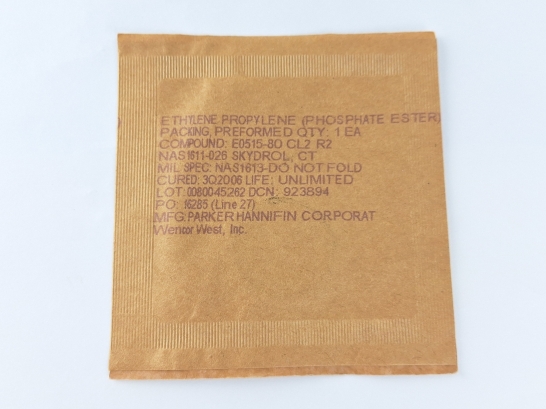 ETHYLENE PROPYLENE (PHOSPHATE ESTER)
PACKING, PREFORMED QTY: 1 EA
COMPOUND: E0515-80 CL2 R2
NAS1611-026 SKYDROL, CT
MIL SPEC: NAS1613-DO NOT FOLD
CURED: 3Q2006 LIFE: UNLIMITED
LOT: 0080045262 DCN: 923894
PO: 16285 (Line 27)
MFG: PARKER HANNIFIN CORPORAT
Wencor West, Inc.